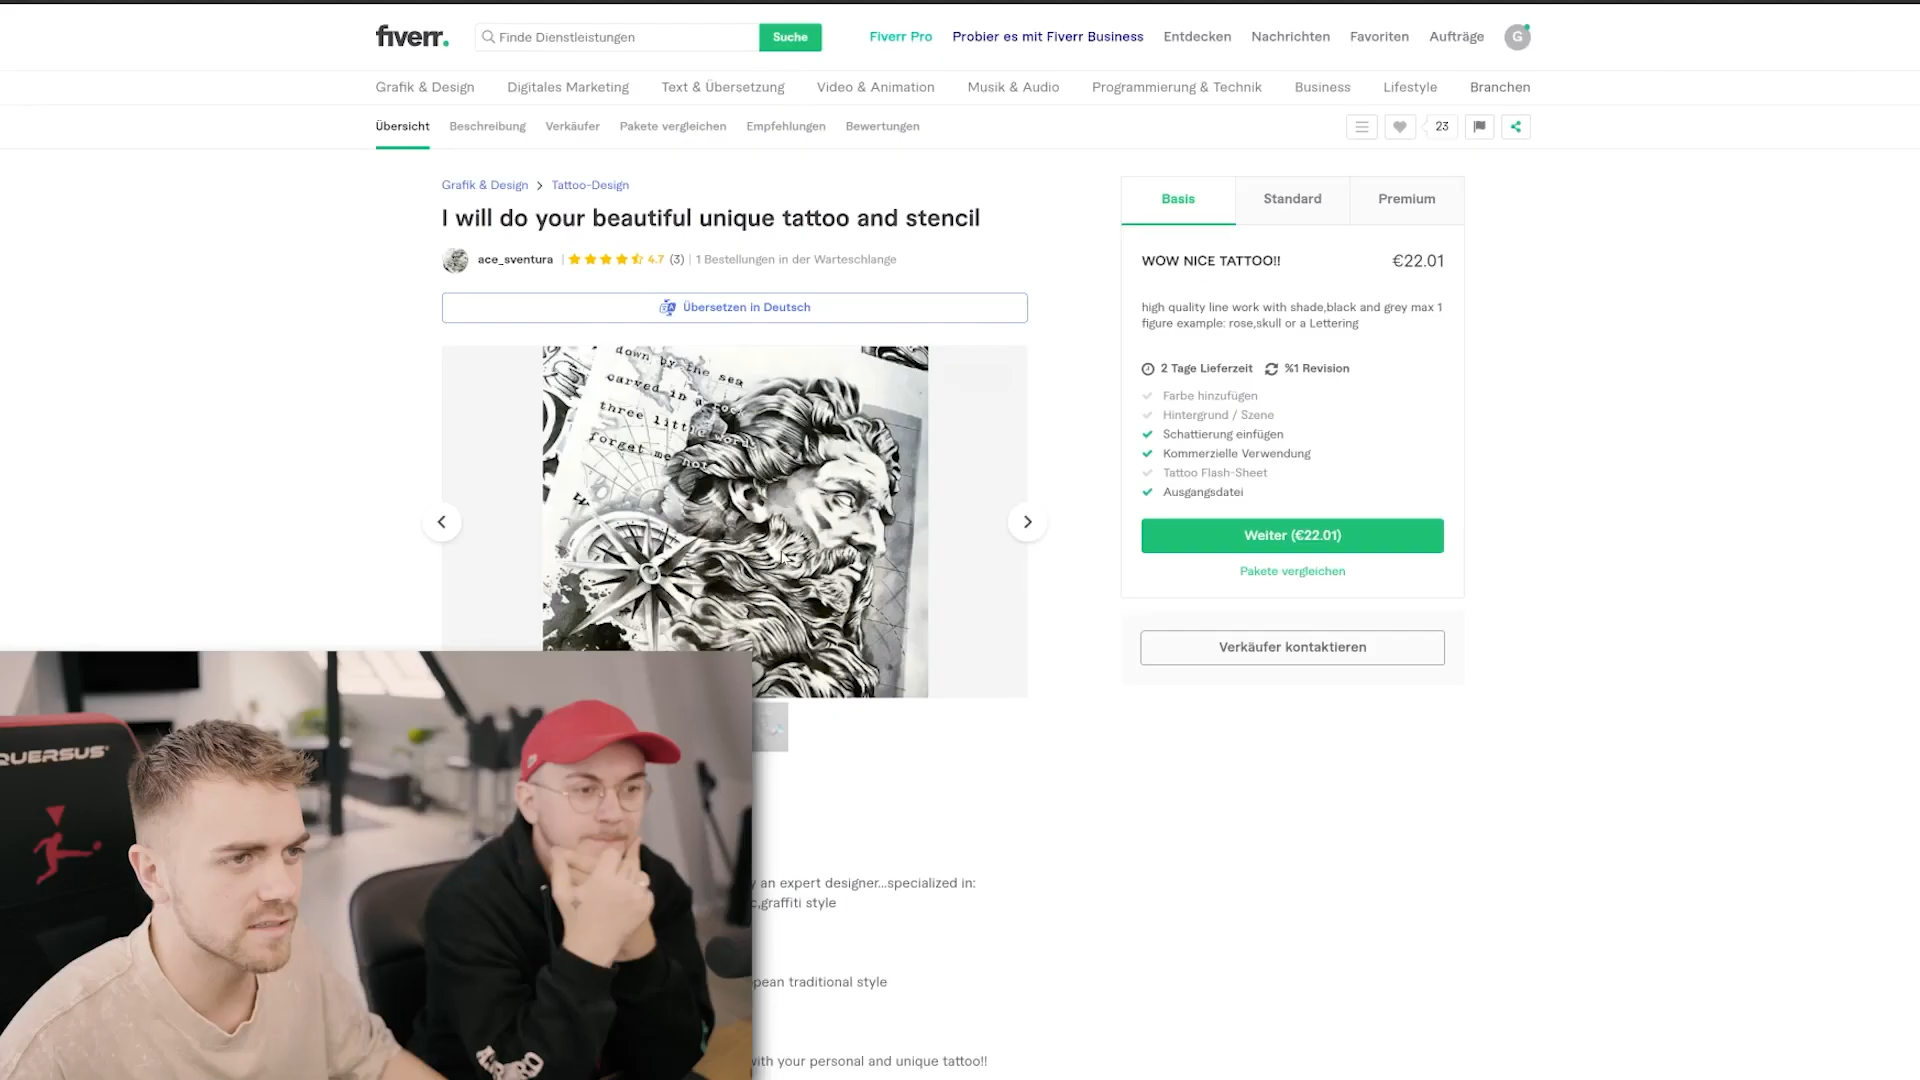 fiverr.
Finde Dienstleistungen
Suche
Fiverr Pro
Probier es mit Fiverr Business
Entdecken
Nachrichten
Favoriten
Aufträge
G
Grafik & Design
Digitales Marketing
Text & Übersetzung
Video & Animation
Musik & Audio
Programmierung & Technik
Business
Lifestyle
Branchen
Übersicht
Beschreibung
Verkäufer
Pakete vergleichen
Empfehlungen
Bewertungen
23
Grafik & Design > Tattoo-Design
I will do your beautiful unique tattoo and stencil
ace_sventura | 4.7 (3) | 1 Bestellungen in der Warteschlange
Übersetzen in Deutsch
down by the sea
carved in a roc
three little words
forget me not
Basis
Standard
Premium
WOW NICE TATTOO!! €22.01
high quality line work with shade,black and grey max 1
figure example: rose,skull or a Lettering
2 Tage Lieferzeit %1 Revision
Farbe hinzufügen
Hintergrund / Szene
Schattierung einfügen
Kommerzielle Verwendung
Tattoo Flash-Sheet
Ausgangsdatei
Weiter (€22.01)
Pakete vergleichen
Verkäufer kontaktieren
QUERSUS
an expert designer...specialized in:
,graffiti style
pean traditional style
with your personal and unique tattoo!!